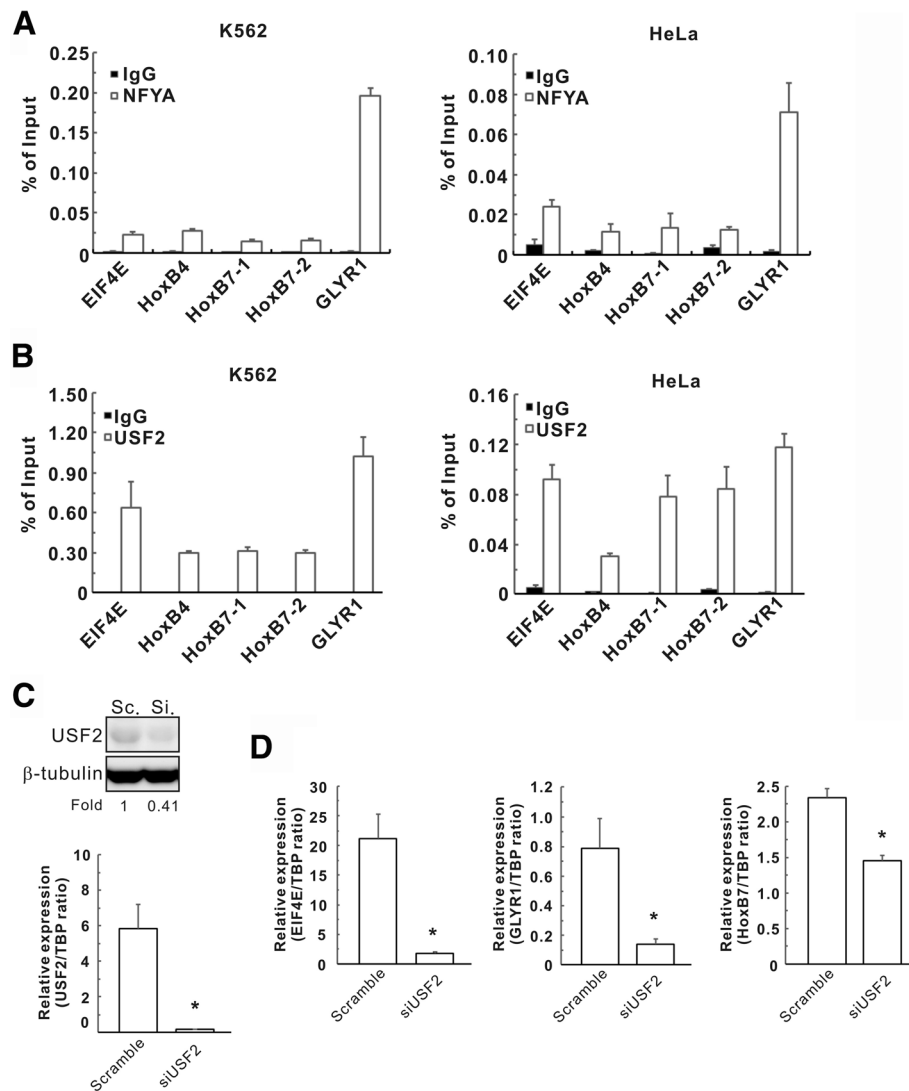 A
K562
0.25
0.20
0.15
0.10
0.05
0
% of Input
IgG
NFYA
EIF4E
HoxB4
HoxB7-1
HoxB7-2
GLYR1
HeLa
0.10
0.08
0.06
0.04
0.02
0
% of Input
IgG
NFYA
EIF4E
HoxB4
HoxB7-1
HoxB7-2
GLYR1
B
K562
1.50
1.20
0.90
0.60
0.30
0
% of Input
IgG
USF2
EIF4E
HoxB4
HoxB7-1
HoxB7-2
GLYR1
HeLa
0.16
0.12
0.08
0.04
0
% of Input
IgG
USF2
EIF4E
HoxB4
HoxB7-1
HoxB7-2
GLYR1
C
Sc. Si.
USF2
β-tubulin
Fold 1 0.41
10
8
6
4
2
0
Relative expression
(USF2/TBP ratio)
*
Scramble
siUSF2
D
30
25
20
15
10
5
0
Relative expression
(EIF4E/TBP ratio)
*
Scramble
siUSF2
1.2
1.0
0.8
0.6
0.4
0.2
0
Relative expression
(GLYR1/TBP ratio)
*
Scramble
siUSF2
2.5
2.0
1.5
1.0
0.5
0
Relative expression
(HoxB7/TBP ratio)
*
Scramble
siUSF2